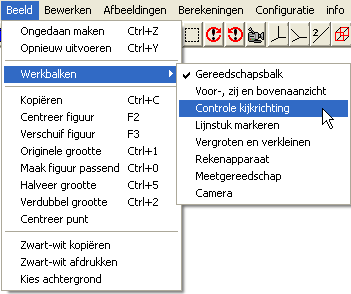 Beeld Bewerken Afbeeldingen Berekeningen Configuratie info
Ongedaan maken Ctrl+Z
Opnieuw uitvoeren Ctrl+Y
Werkbalken
Kopiëren Ctrl+C
Centreer figuur F2
Verschuif figuur F3
Originele grootte Ctrl+1
Maak figuur passend Ctrl+0
Halveer grootte Ctrl+5
Verdubbel grootte Ctrl+2
Centreer punt
Zwart-wit kopiëren
Zwart-wit afdrukken
Kies achtergrond
Gereedschapsbalk
Voor-, zij en bovenaanzicht
Controle kijkrichting
Lijnstuk markeren
Vergroten en verkleinen
Rekenapparaat
Meetgereedschap
Camera
2